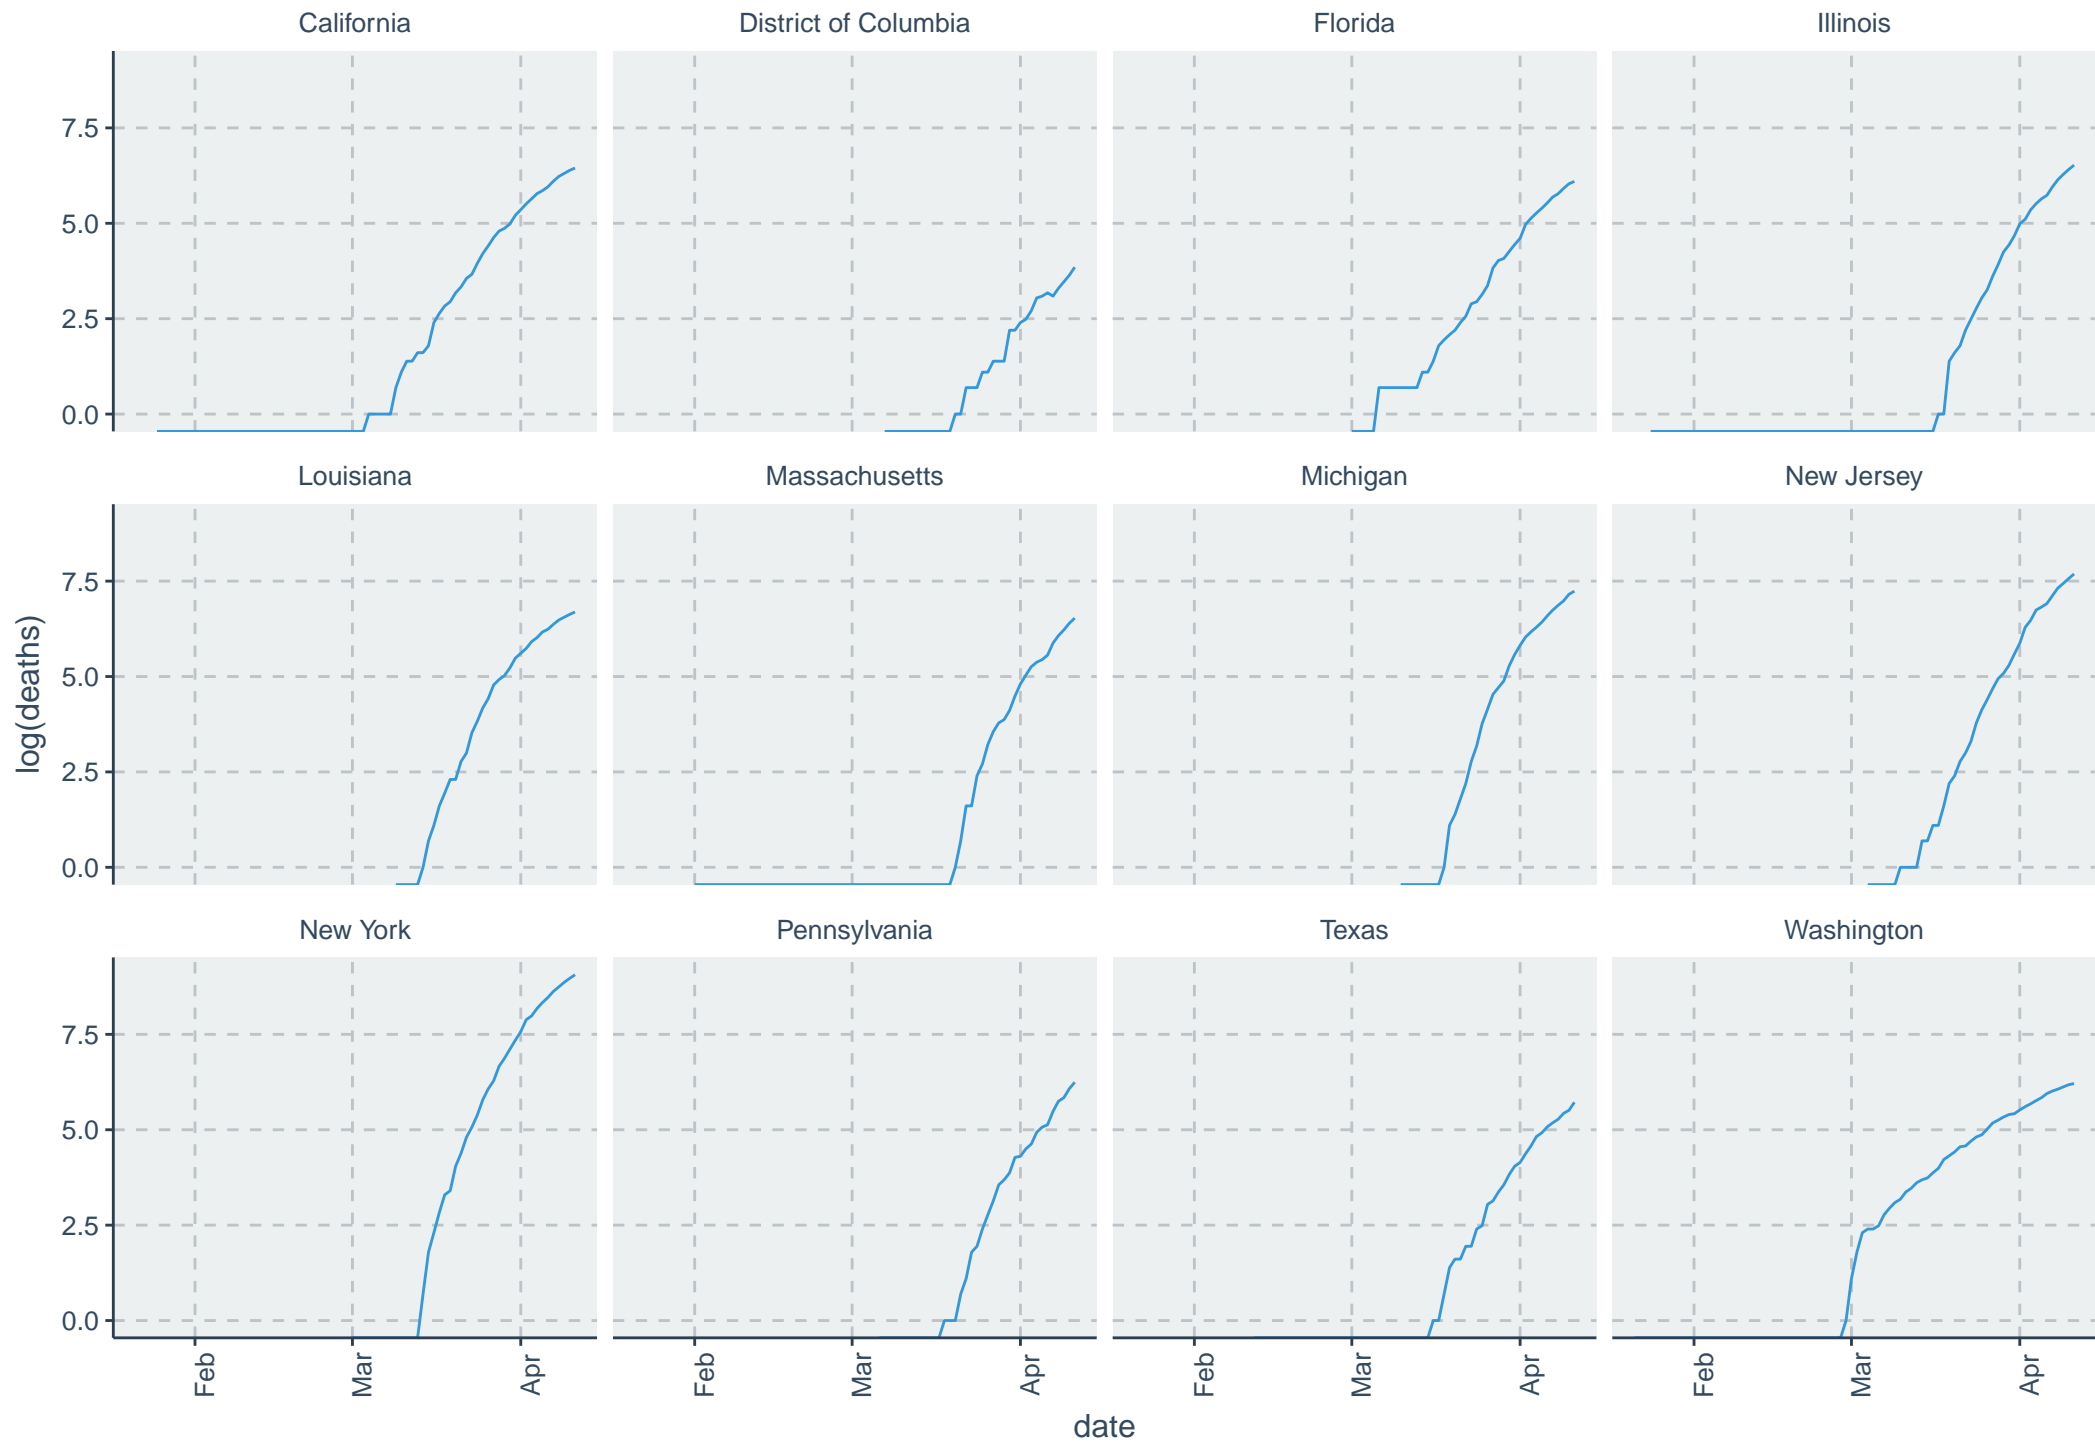 California
District of Columbia
Florida
Illinois
7.5
5.0
2.5
0.0
Louisiana
Massachusetts
Michigan
New Jersey
7.5
5.0
2.5
0.0
log(deaths)
New York
Pennsylvania
Texas
Washington
7.5
5.0
2.5
0.0
Feb
Mar
Apr
Feb
Mar
Apr
Feb
Mar
Apr
Feb
Mar
Apr
date